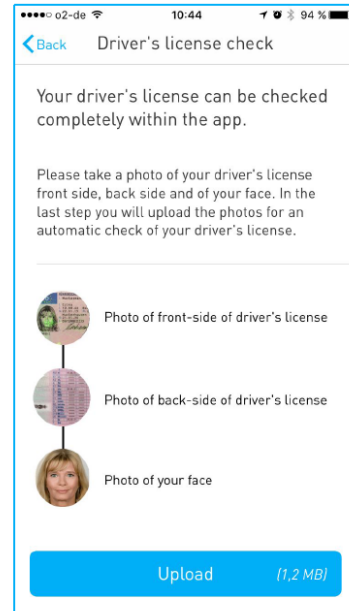 o2-de 10:44 94 %
Back Driver's license check
Your driver's license can be checked
completely within the app.
Please take a photo of your driver's license
front side, back side and of your face. In the
last step you will upload the photos for an
automatic check of your driver's license.
Photo of front-side of driver's license
Photo of back-side of driver's license
Photo of your face
Upload (1,2 MB)